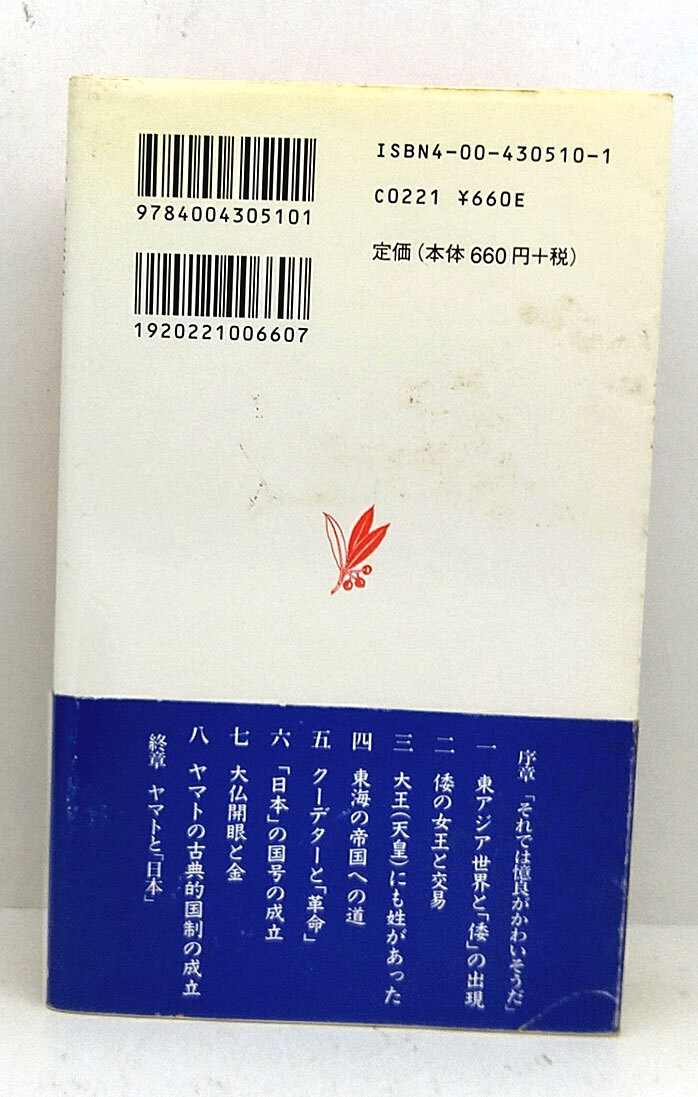 9784004305101
ISBN4-00-430510-1
C0221 ¥660E
定価（本体660円＋税）
1920221006607
序章 「それでは憶良がかわいそうだ」
一 東アジア世界と「倭」の出現
二 倭の女王と交易
三 大王（天皇）にも姓があった
四 東海の帝国への道
五 クーデターと「革命」
六 「日本」の国号の成立
七 大仏開眼と金
八 ヤマトの古典的国制の成立
終章 ヤマトと「日本」